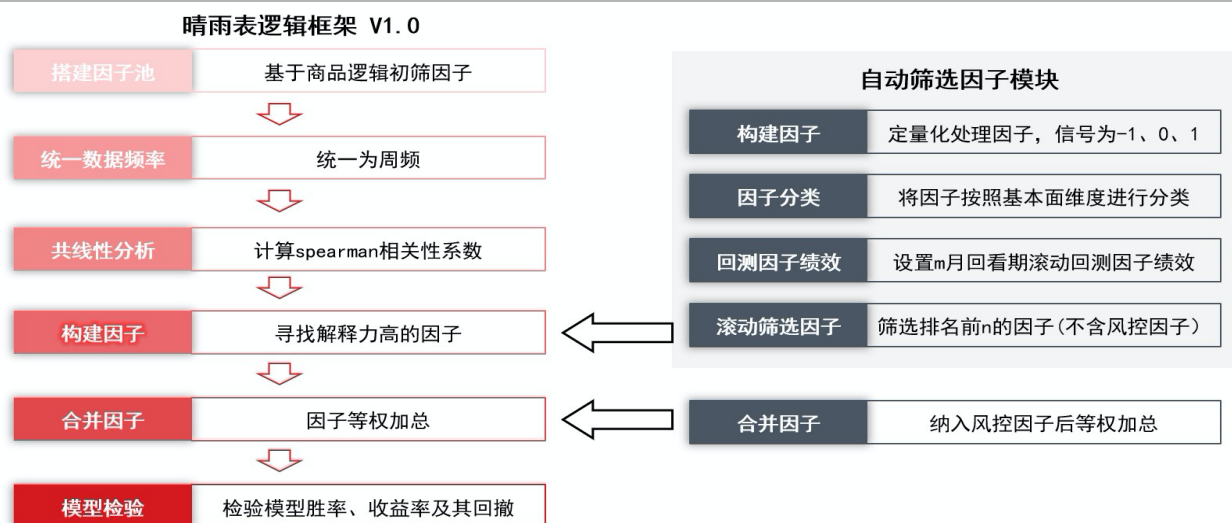 晴雨表逻辑框架 V1.0
搭建因子池
基于商品逻辑初筛因子
统一数据频率
统一为周频
共线性分析
计算spearman相关性系数
构建因子
寻找解释力高的因子
合并因子
因子等权加总
模型检验
检验模型胜率、收益率及其回撤
自动筛选因子模块
构建因子
定量化处理因子，信号为-1、0、1
因子分类
将因子按照基本面维度进行分类
回测因子绩效
设置m月回看期滚动回测因子绩效
滚动筛选因子
筛选排名前n的因子(不含风控因子)
合并因子
纳入风控因子后等权加总